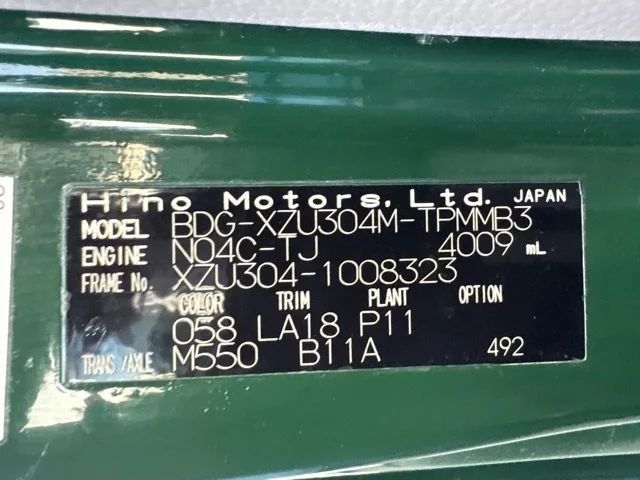 Hino Motors, Ltd. JAPAN
MODEL BDG-XZU304M-TPMMB3
ENGINE N04C-TJ 4009 mL
FRAME No. XZU304-1008323
COLOR TRIM PLANT OPTION
058 LA18 P11
TRANS/AXLE M550 B11A 492